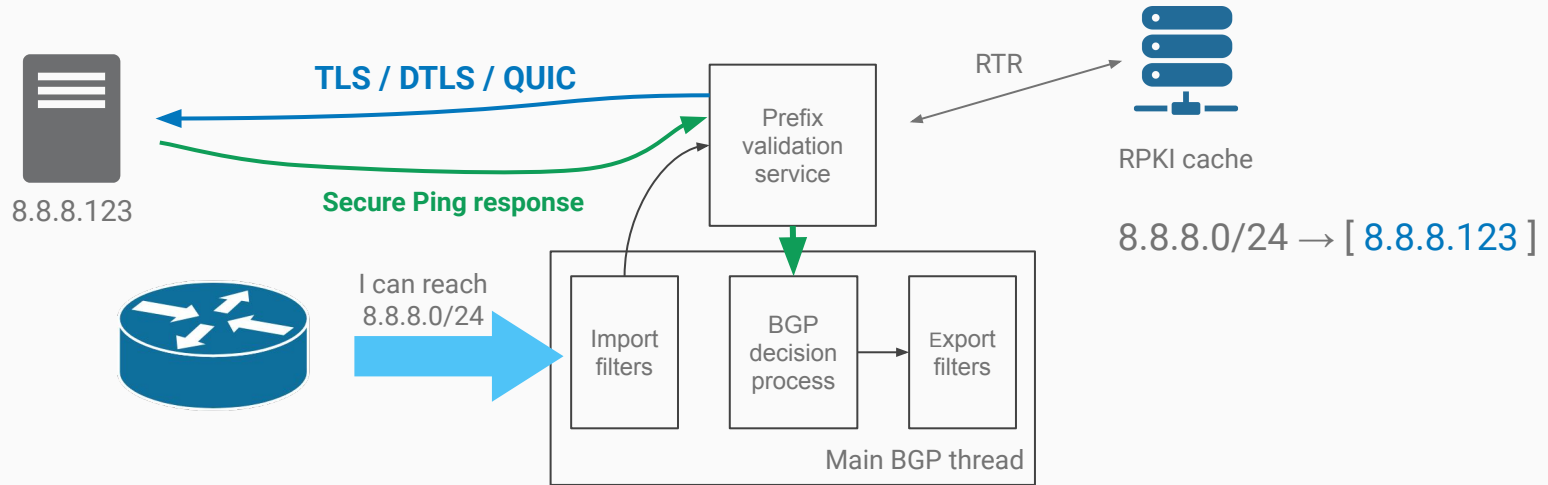 TLS / DTLS / QUIC
RTR
Prefix
validation
service
RPKI cache
8.8.8.123
Secure Ping response
8.8.8.0/24 → [ 8.8.8.123 ]
I can reach
8.8.8.0/24
Import
filters
BGP
decision
process
Export
filters
Main BGP thread